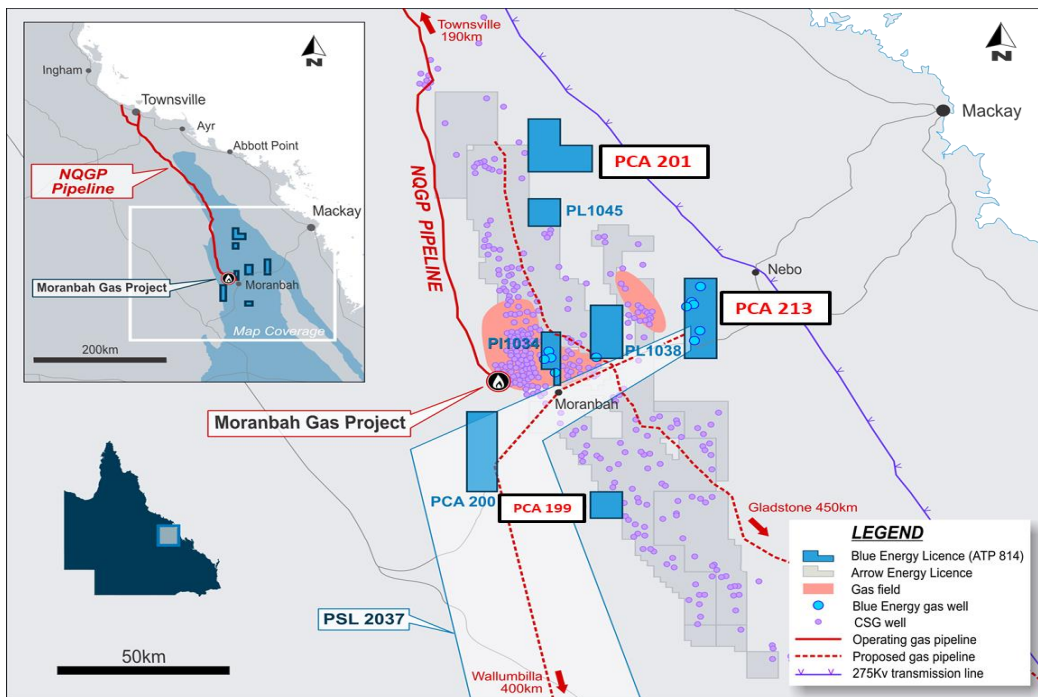 N
Ingham
Townsville
Ayr
Abbott Point
NQGP
Pipeline
Mackay
Moranbah Gas Project
Moranbah
Map Coverage
200km
Townsville
190km
N
Mackay
PCA 201
NQGP PIPELINE
PL1045
Nebo
PCA 213
Pl1034
PL1038
Moranbah Gas Project
Moranbah
PCA 200
PCA 199
Gladstone 450km
PSL 2037
50km
Wallumbilla
400km
LEGEND
Blue Energy Licence (ATP 814)
Arrow Energy Licence
Gas field
Blue Energy gas well
CSG well
Operating gas pipeline
Proposed gas pipeline
275Kv transmission line